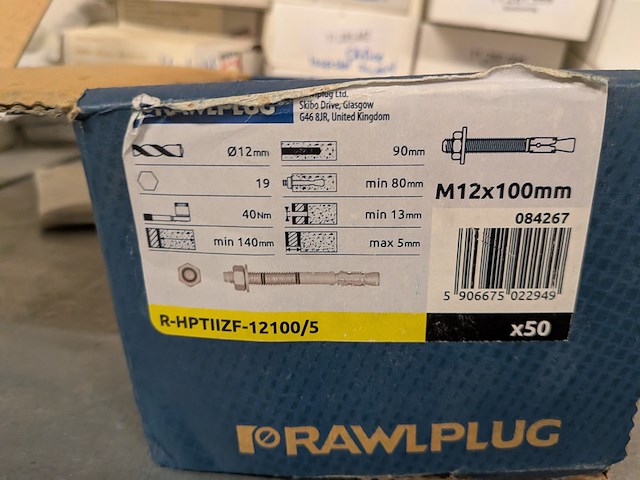 RAWLPLUG
Ltd.
Skibo Drive, Glasgow
G46 8JR, United Kingdom
Ø12mm
90mm
19
min 80mm
40Nm
min 13mm
min 140mm
max 5mm
M12x100mm
084267
5 906675 022949
R-HPTIIZF-12100/5
x50
RAWLPLUG